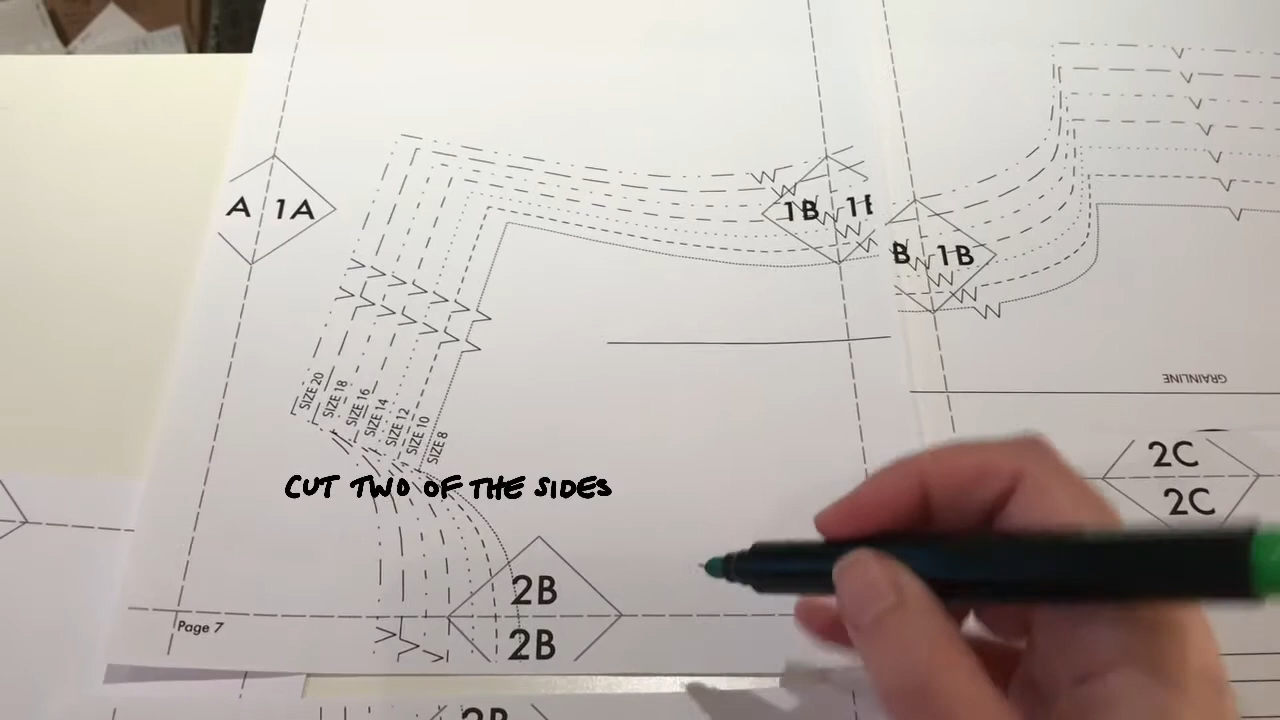 A 1A
1B
B 1B
SIZE 20
SIZE 18
SIZE 16
SIZE 14
SIZE 12
SIZE 10
SIZE 8
GRAINLINE
2C
2C
CUT TWO OF THE SIDES
2B
2B
Page 7